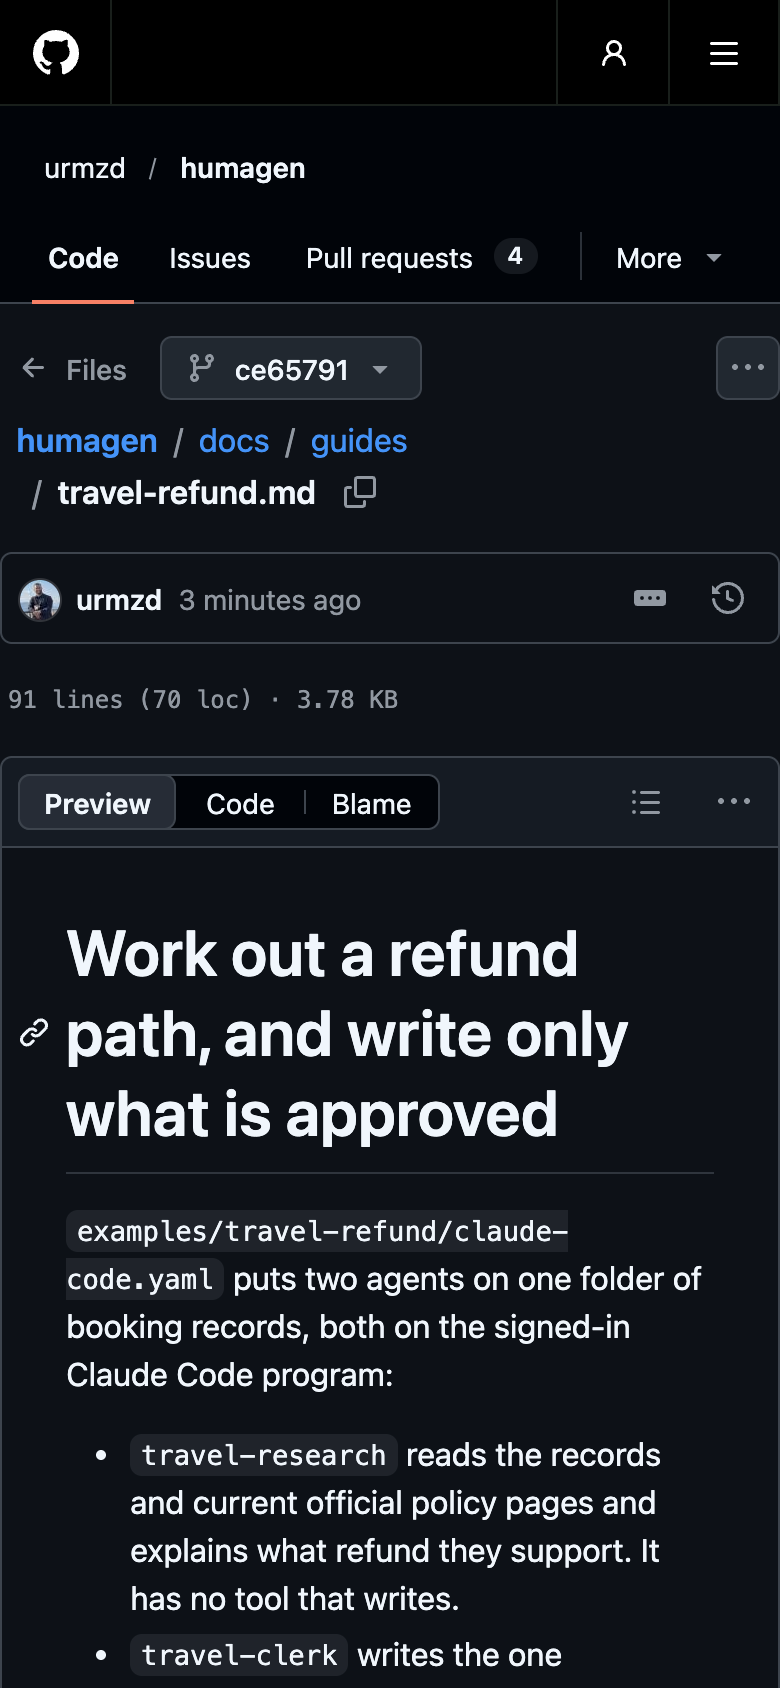 urmzd / humagen
Code Issues Pull requests 4 More
Files ce65791
humagen / docs / guides
/ travel-refund.md
urmzd 3 minutes ago
91 lines (70 loc) · 3.78 KB
Preview Code Blame
Work out a refund
path, and write only
what is approved
examples/travel-refund/claude-
code.yaml puts two agents on one folder of
booking records, both on the signed-in
Claude Code program:
• travel-research reads the records
and current official policy pages and
explains what refund they support. It
has no tool that writes.
• travel-clerk writes the one